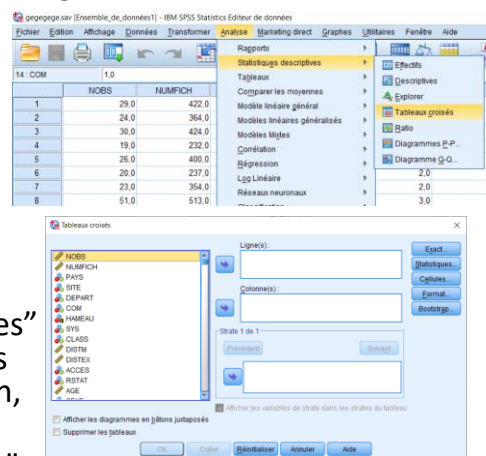 gegegege.sav [Ensemble_de_données1] - IBM SPSS Statistics Editeur de données
Fichier Edition Affichage Données Transformer Analyse Marketing direct Graphes Utilitaires Fenêtre Aide
14 : COM 1,0
NOBS NUMFICH
1 29,0 422,0
2 24,0 364,0
3 30,0 424,0
4 19,0 232,0
5 26,0 400,0
6 20,0 237,0 2,0
7 23,0 354,0 2,0
8 51,0 513,0 3,0
Rapports
Statistiques descriptives
Tableaux
Comparer les moyennes
Modèle linéaire général
Modèles linéaires généralisés
Modèles Mixtes
Corrélation
Régression
Log Linéaire
Réseaux neuronaux
Effectifs
Descriptives
Explorer
Tableaux croisés
Ratio
Diagrammes P-P...
Diagramme Q-Q...
Tableaux croisés
NOBS
NUMFICH
PAYS
SITE
DEPART
COM
HAMEAU
SYS
CLASS
DISTM
DISTEX
ACCES
RSTAT
AGE
Ligne(s) :
Colonne(s) :
Strate 1 de 1
Précédent Suivant
Exact...
Statistiques...
Cellules...
Format...
Bootstrap...
Afficher les variables de strate dans les strates du tableau
Afficher les diagrammes en bâtons juxtaposés
Supprimer les tableaux
OK Coller Réinitialiser Annuler Aide
es”
s
n,